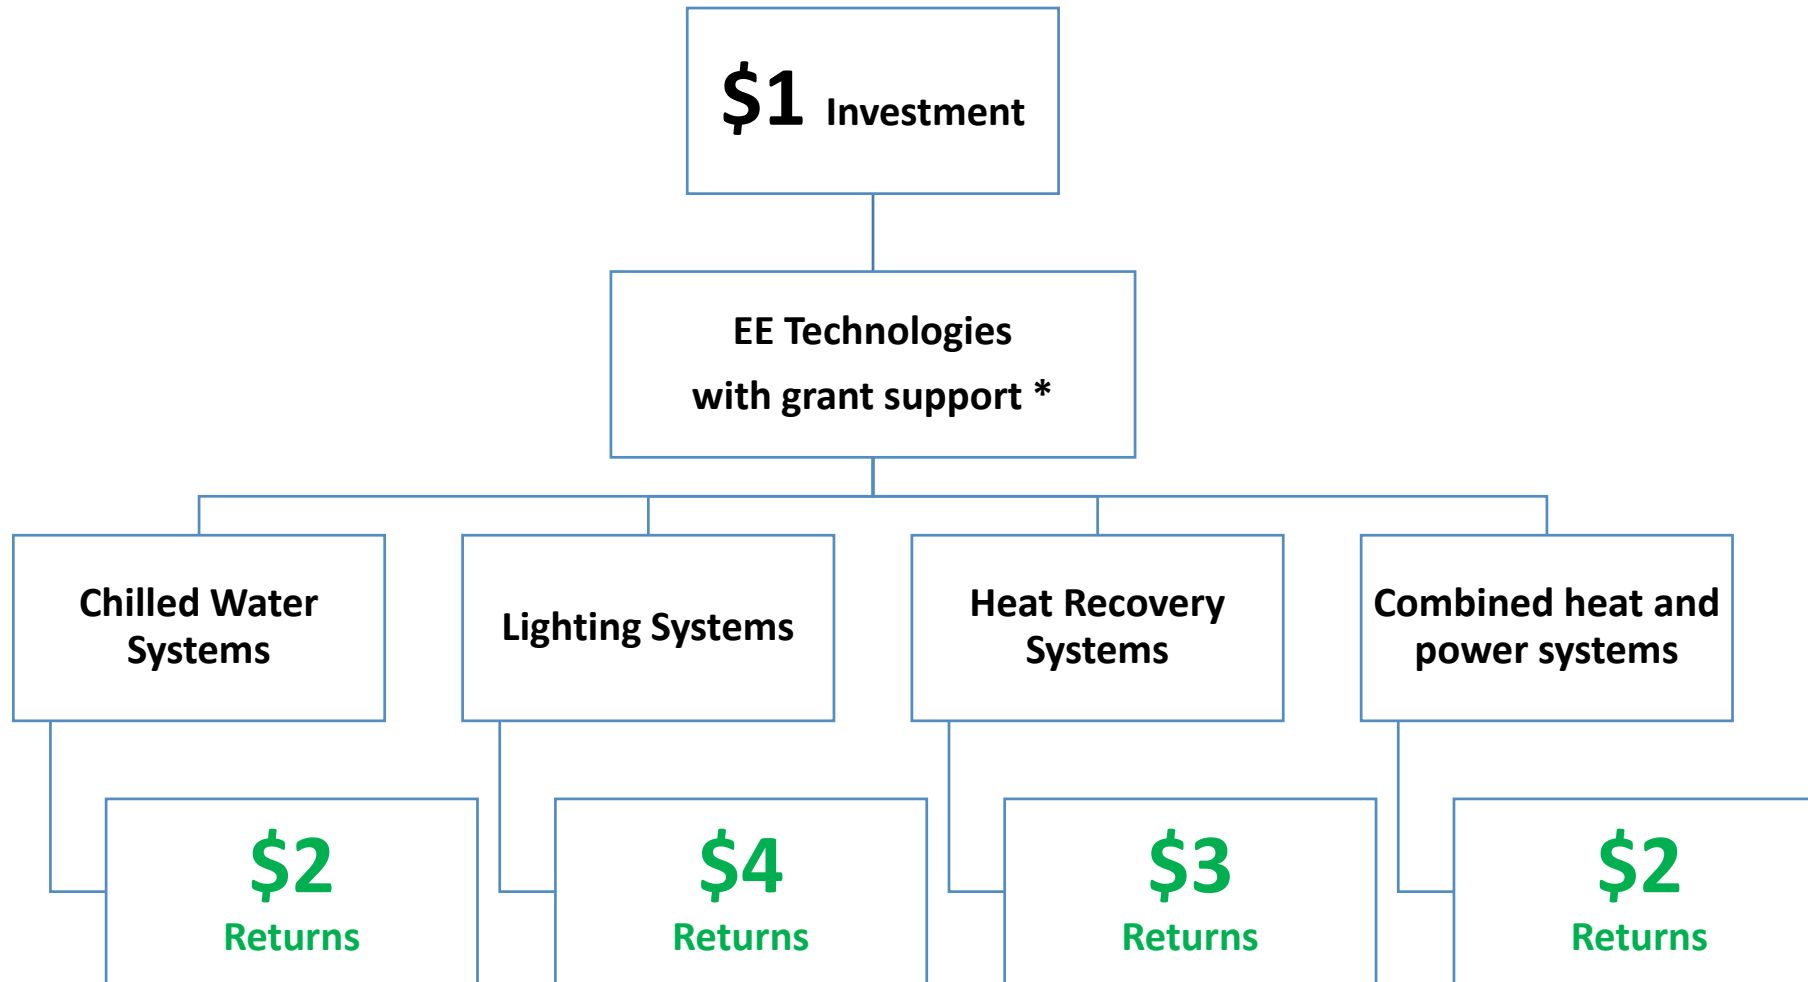 $1 Investment
EE Technologies
with grant support *
Chilled Water
Systems
Lighting Systems
Heat Recovery
Systems
Combined heat and
power systems
$2
Returns
$4
Returns
$3
Returns
$2
Returns